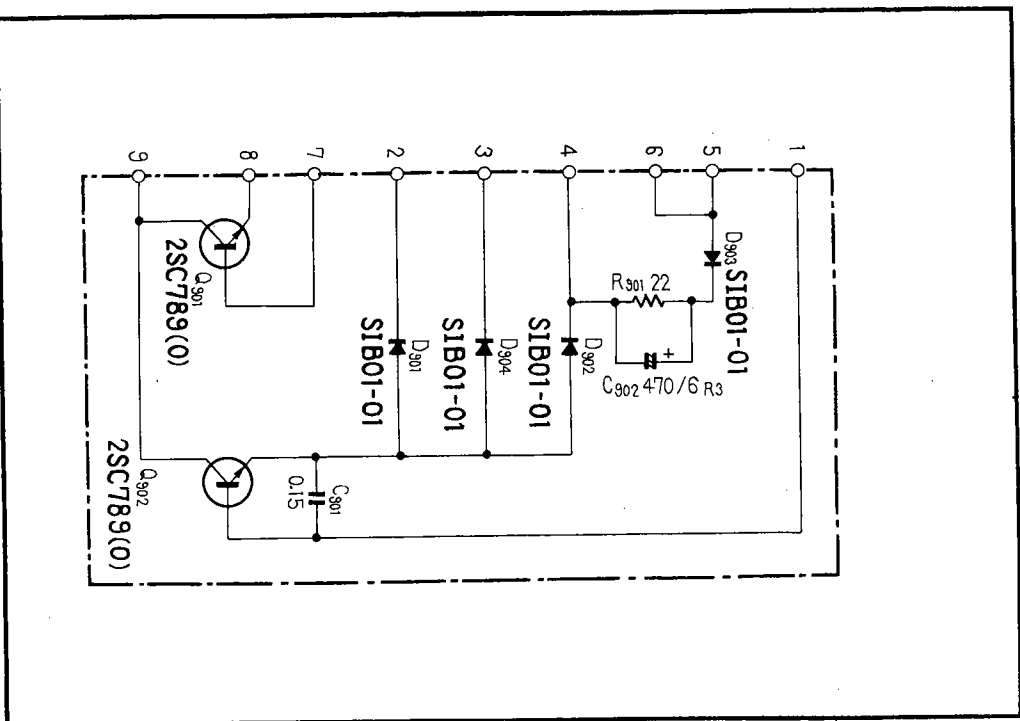 9
8
7
2
3
4
6
5
1
Q901
2SC789(O)
D901
SIB01-01
D904
SIB01-01
D902
SIB01-01
R901 22
D903 SIB01-01
+
C902 470/6 R3
C901
0.15
Q902
2SC789(O)